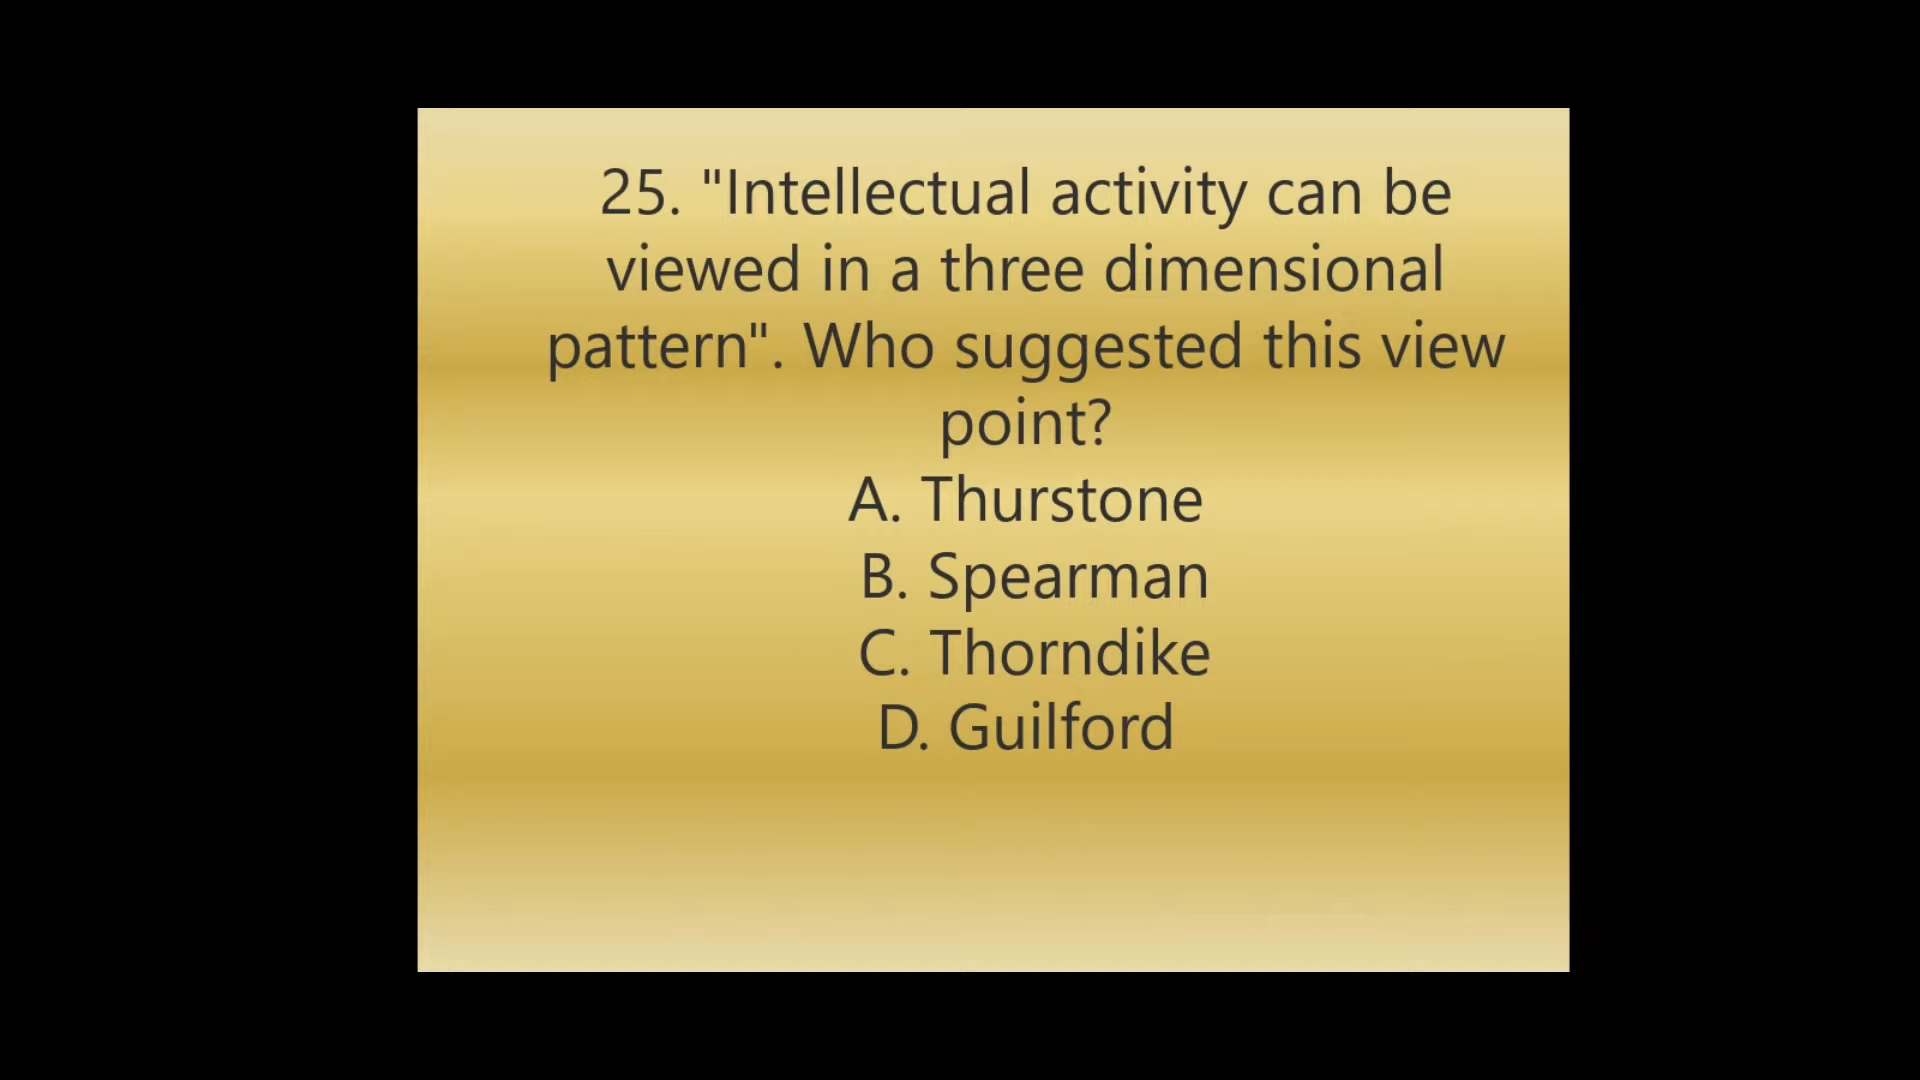 25. "Intellectual activity can be
viewed in a three dimensional
pattern". Who suggested this view
point?
A. Thurstone
B. Spearman
C. Thorndike
D. Guilford